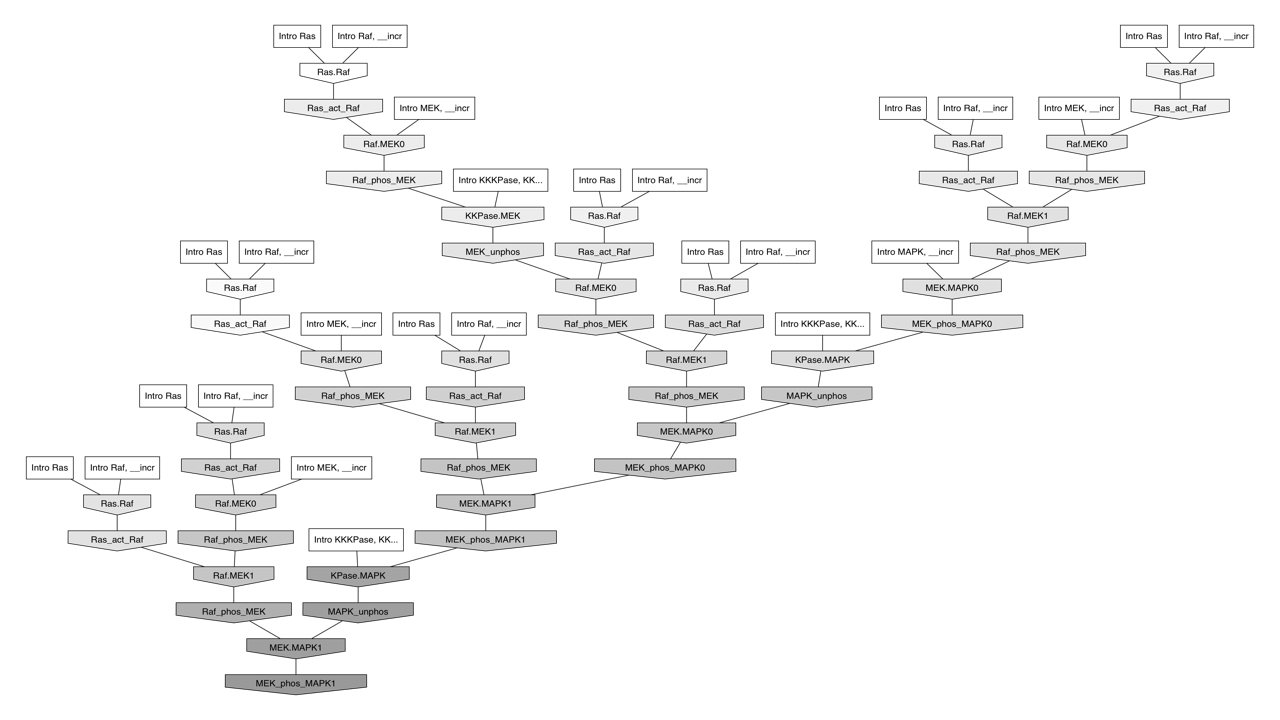 Intro Ras
Intro Raf, __incr
Intro Ras
Intro Raf, __incr
Ras.Raf
Ras.Raf
Ras_act_Raf
Intro MEK, __incr
Intro Ras
Intro Raf, __incr
Intro MEK, __incr
Ras_act_Raf
Raf.MEK0
Ras.Raf
Raf.MEK0
Raf_phos_MEK
Intro KKKPase, KK...
Intro Ras
Intro Raf, __incr
Ras_act_Raf
Raf_phos_MEK
KKPase.MEK
Ras.Raf
Raf.MEK1
Intro Ras
Intro Raf, __incr
MEK_unphos
Ras_act_Raf
Intro Ras
Intro Raf, __incr
Intro MAPK, __incr
Raf_phos_MEK
Ras.Raf
Raf.MEK0
Ras.Raf
MEK.MAPK0
Ras_act_Raf
Intro MEK, __incr
Intro Ras
Intro Raf, __incr
Raf_phos_MEK
Ras_act_Raf
Intro KKKPase, KK...
MEK_phos_MAPK0
Raf.MEK0
Ras.Raf
Raf.MEK1
KPase.MAPK
Intro Ras
Intro Raf, __incr
Raf_phos_MEK
Ras_act_Raf
Raf_phos_MEK
MAPK_unphos
Ras.Raf
Raf.MEK1
MEK.MAPK0
Intro Ras
Intro Raf, __incr
Ras_act_Raf
Intro MEK, __incr
Raf_phos_MEK
MEK_phos_MAPK0
Ras.Raf
Raf.MEK0
MEK.MAPK1
Ras_act_Raf
Raf_phos_MEK
Intro KKKPase, KK...
MEK_phos_MAPK1
Raf.MEK1
KPase.MAPK
Raf_phos_MEK
MAPK_unphos
MEK.MAPK1
MEK_phos_MAPK1